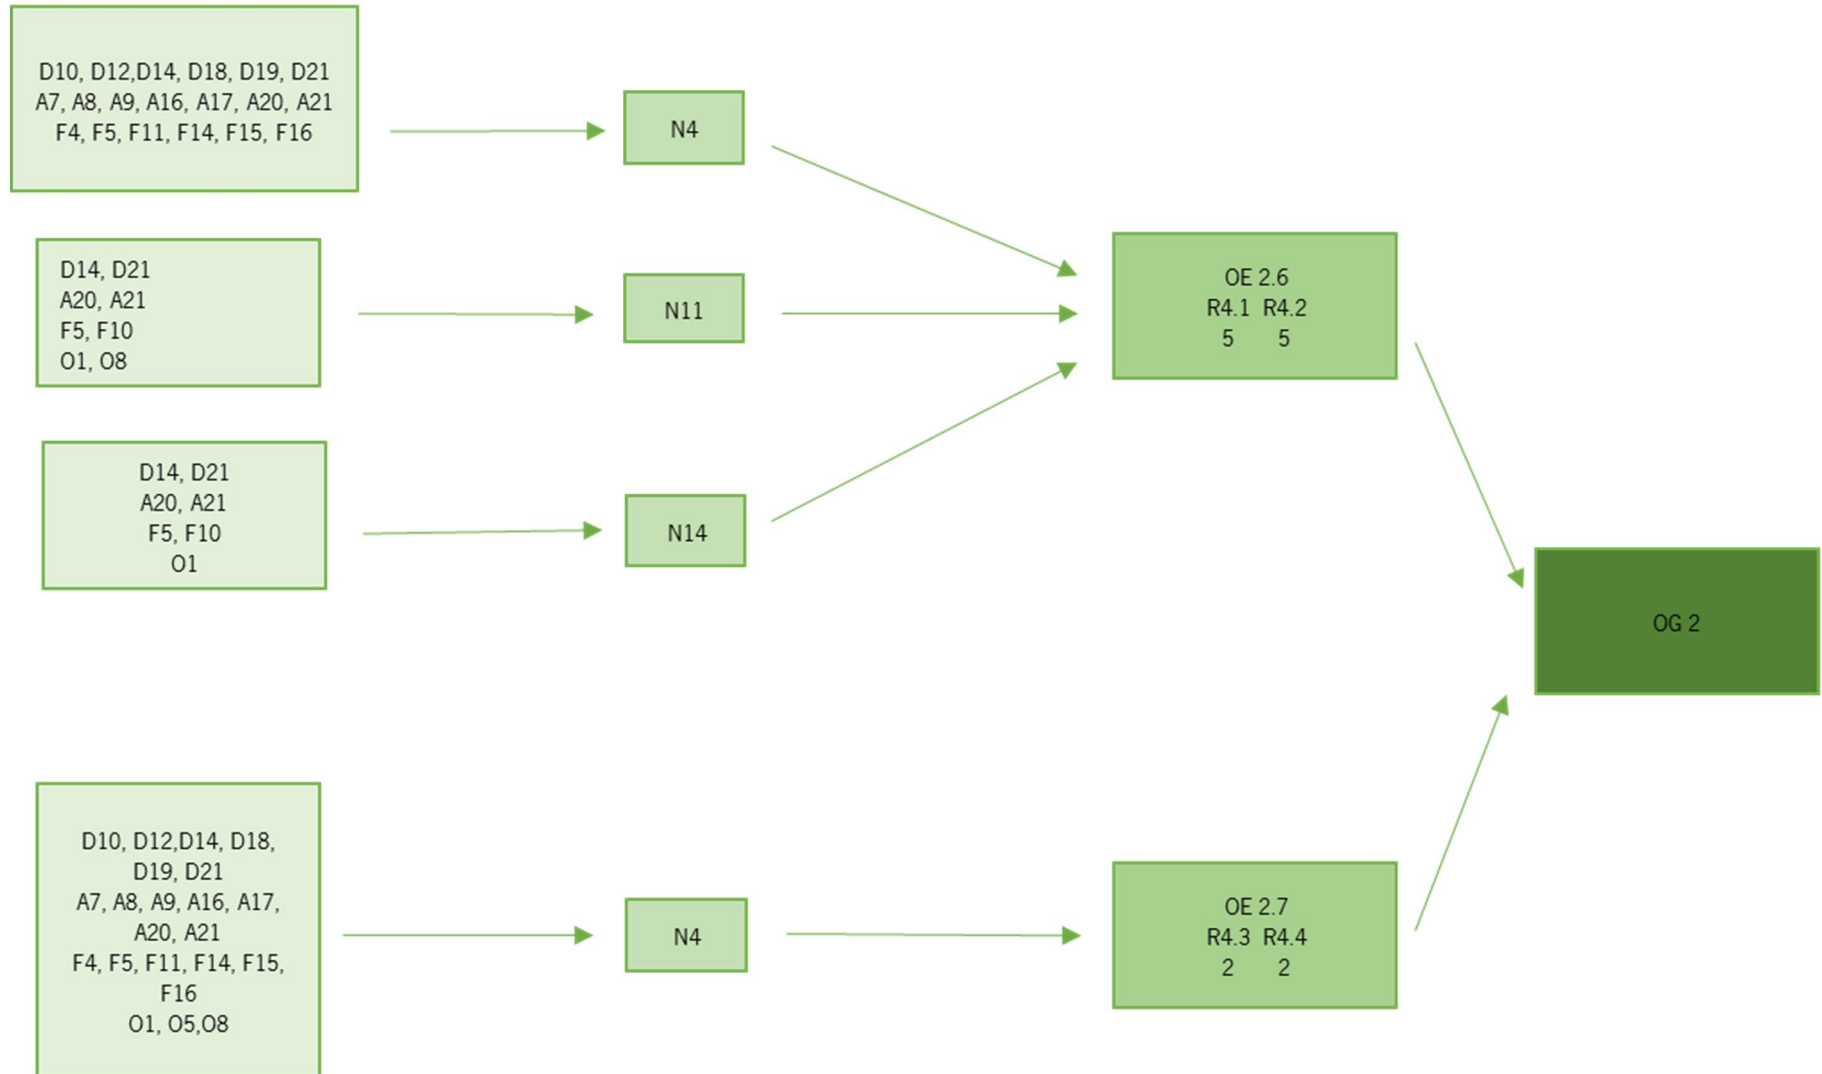 D10, D12,D14, D18, D19, D21
A7, A8, A9, A16, A17, A20, A21
F4, F5, F11, F14, F15, F16
N4
D14, D21
A20, A21
F5, F10
O1, O8
N11
OE 2.6
R4.1 R4.2
5 5
D14, D21
A20, A21
F5, F10
O1
N14
OG 2
D10, D12,D14, D18,
D19, D21
A7, A8, A9, A16, A17,
A20, A21
F4, F5, F11, F14, F15,
F16
O1, O5,O8
N4
OE 2.7
R4.3 R4.4
2 2